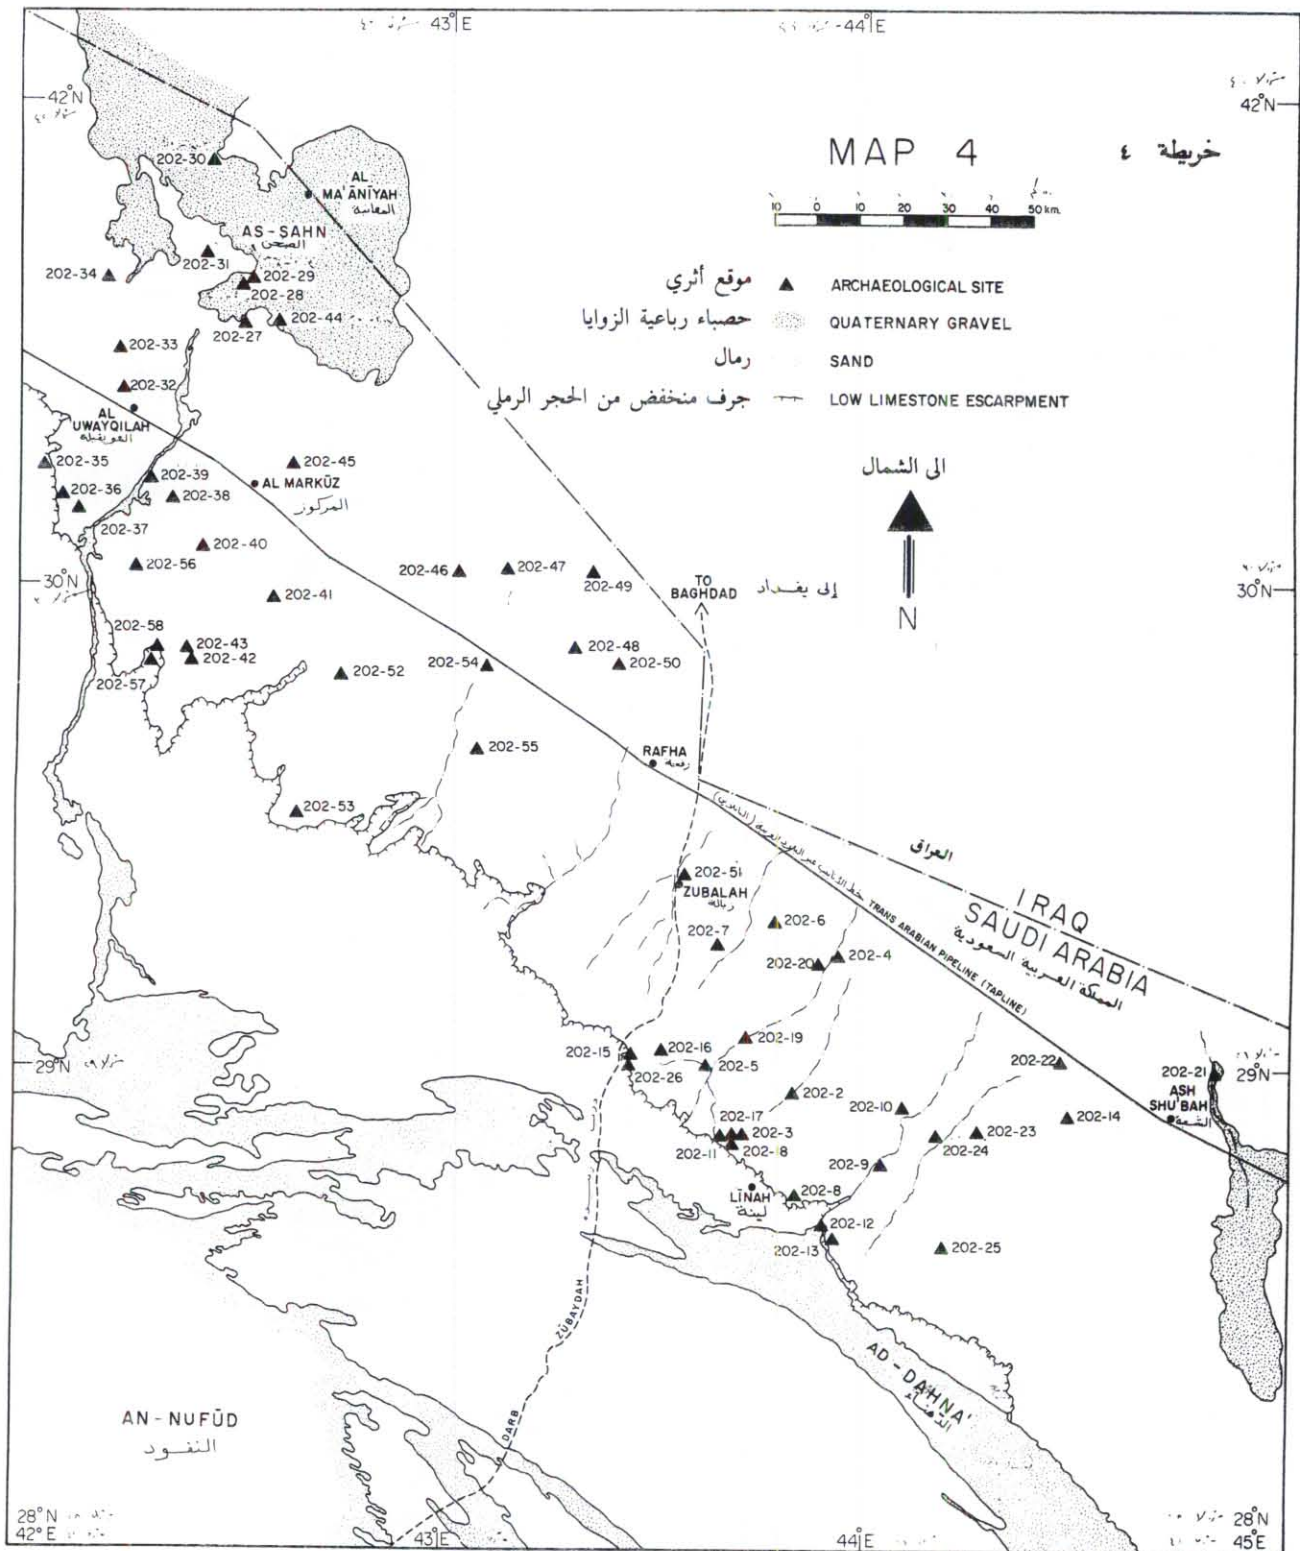 43°E
44°E
42°N
42°N
MAP 4
خريطة ٤
10 0 10 20 30 40 50 km.
موقع أثري ARCHAEOLOGICAL SITE
حصباء رباعية الزوايا QUATERNARY GRAVEL
رمال SAND
جرف منخفض من الحجر الرملي LOW LIMESTONE ESCARPMENT
الى الشمال
N
202-30
AL
MA'ĀNĪYAH
المعانية
AS-ṢAḤN
الصحن
202-31
202-34
202-29
202-28
202-27
202-44
202-33
202-32
AL
UWAYQILAH
العويقيلة
202-35
202-39
202-45
202-36
202-38
AL MARKŪZ
المركوز
202-37
202-40
202-56
202-46
202-47
202-49
30°N
30°N
TO
BAGHDAD
إلى بغداد
202-41
202-58
202-43
202-42
202-57
202-48
202-50
202-54
202-52
202-55
RAFHA
202-53
خط الأنابيب عبر البلاد العربية (التابلاين)
TRANS ARABIAN PIPELINE (TAPLINE)
العراق
IRAQ
SAUDI ARABIA
المملكة العربية السعودية
202-51
ZUBALAH
زبالة
202-6
202-7
202-20
202-4
202-19
202-15
202-16
202-26
202-5
202-22
202-21
29°N
29°N
202-2
202-10
ASH
SHU'BAH
الشعبة
202-14
202-17
202-3
202-11
202-18
202-23
202-24
202-9
LĪNAH
لينة
202-8
202-12
202-13
202-25
DARB
ZUBAYDAH
AD-DAHNA'
الدهناء
AN-NUFŪD
النفود
28°N
42°E
43°E
44°E
28°N
45°E